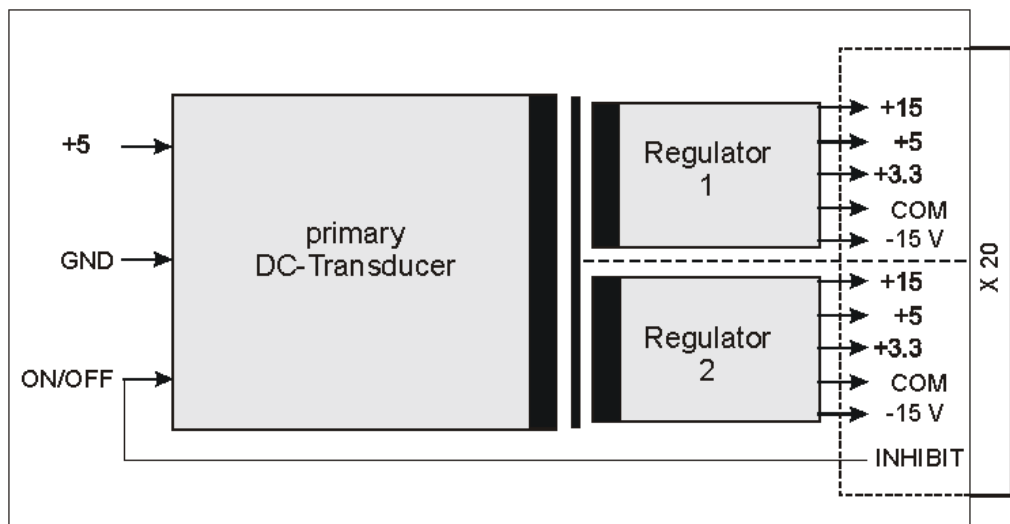 +5
GND
ON/OFF
primary
DC-Transducer
Regulator
1
+15
+5
+3.3
COM
-15 V
Regulator
2
+15
+5
+3.3
COM
-15 V
INHIBIT
X 20